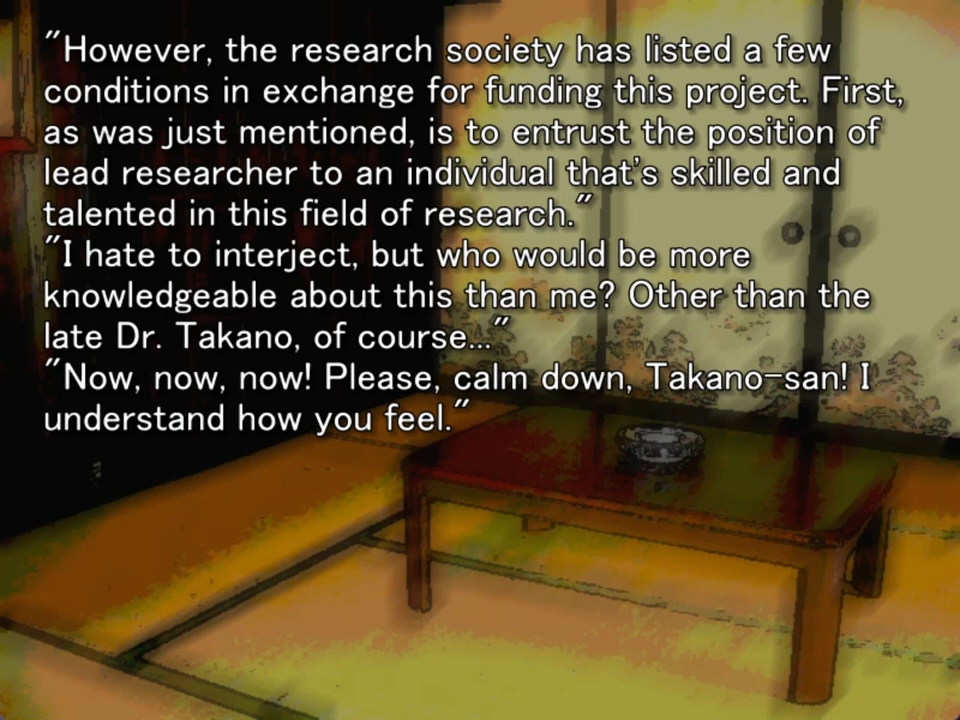 "However, the research society has listed a few
conditions in exchange for funding this project. First,
as was just mentioned, is to entrust the position of
lead researcher to an individual that's skilled and
talented in this field of research."
"I hate to interject, but who would be more
knowledgeable about this than me? Other than the
late Dr. Takano, of course..."
"Now, now, now! Please, calm down, Takano-san! I
understand how you feel."